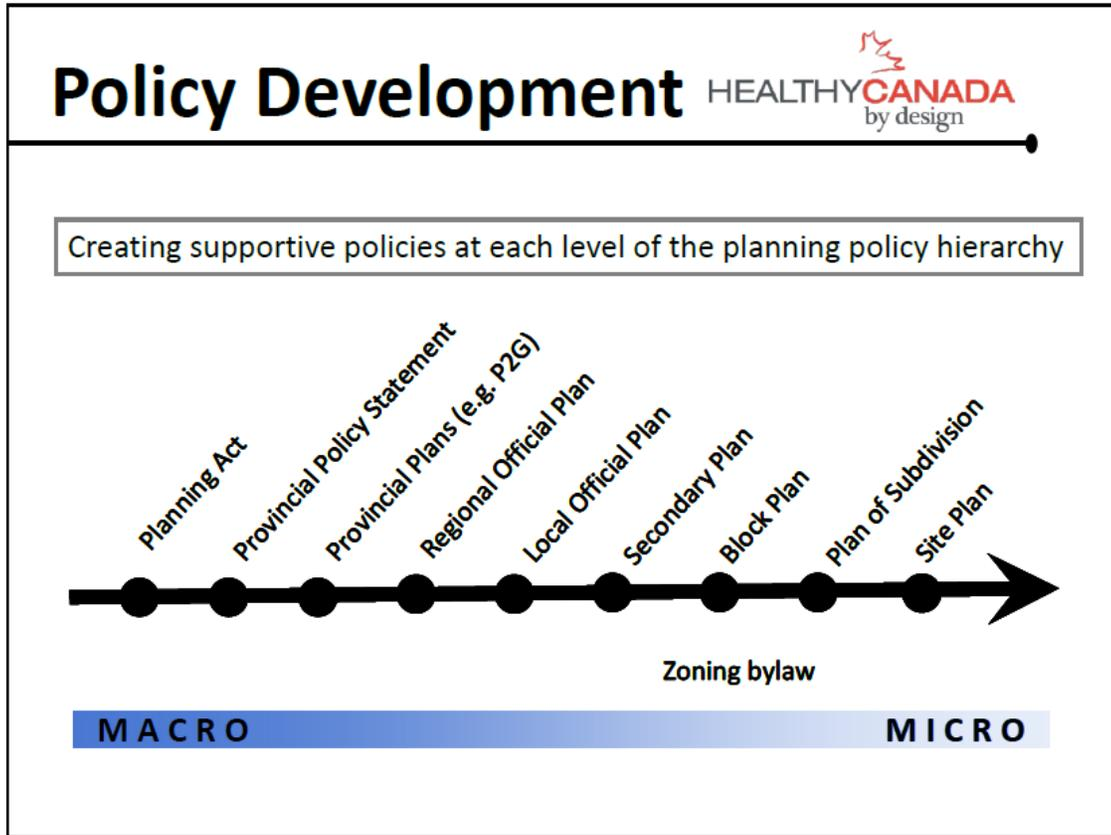 Policy Development
HEALTHYCANADA
by design
Creating supportive policies at each level of the planning policy hierarchy
Planning Act
Provincial Policy Statement
Provincial Plans (e.g. P2G)
Regional Official Plan
Local Official Plan
Secondary Plan
Block Plan
Plan of Subdivision
Site Plan
Zoning bylaw
MACRO
MICRO